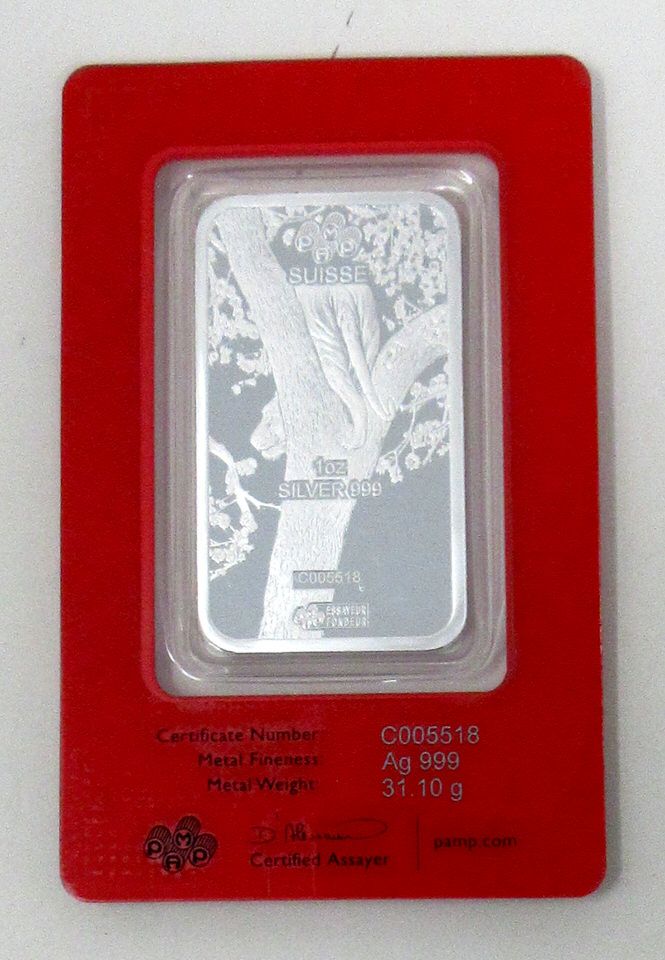 PAMP
SUISSE
1oz
SILVER 999
C005518
ESSAYEUR
FONDEUR
Certificate Number: C005518
Metal Fineness: Ag 999
Metal Weight: 31.10 g
PAMP
Certified Assayer
pamp.com